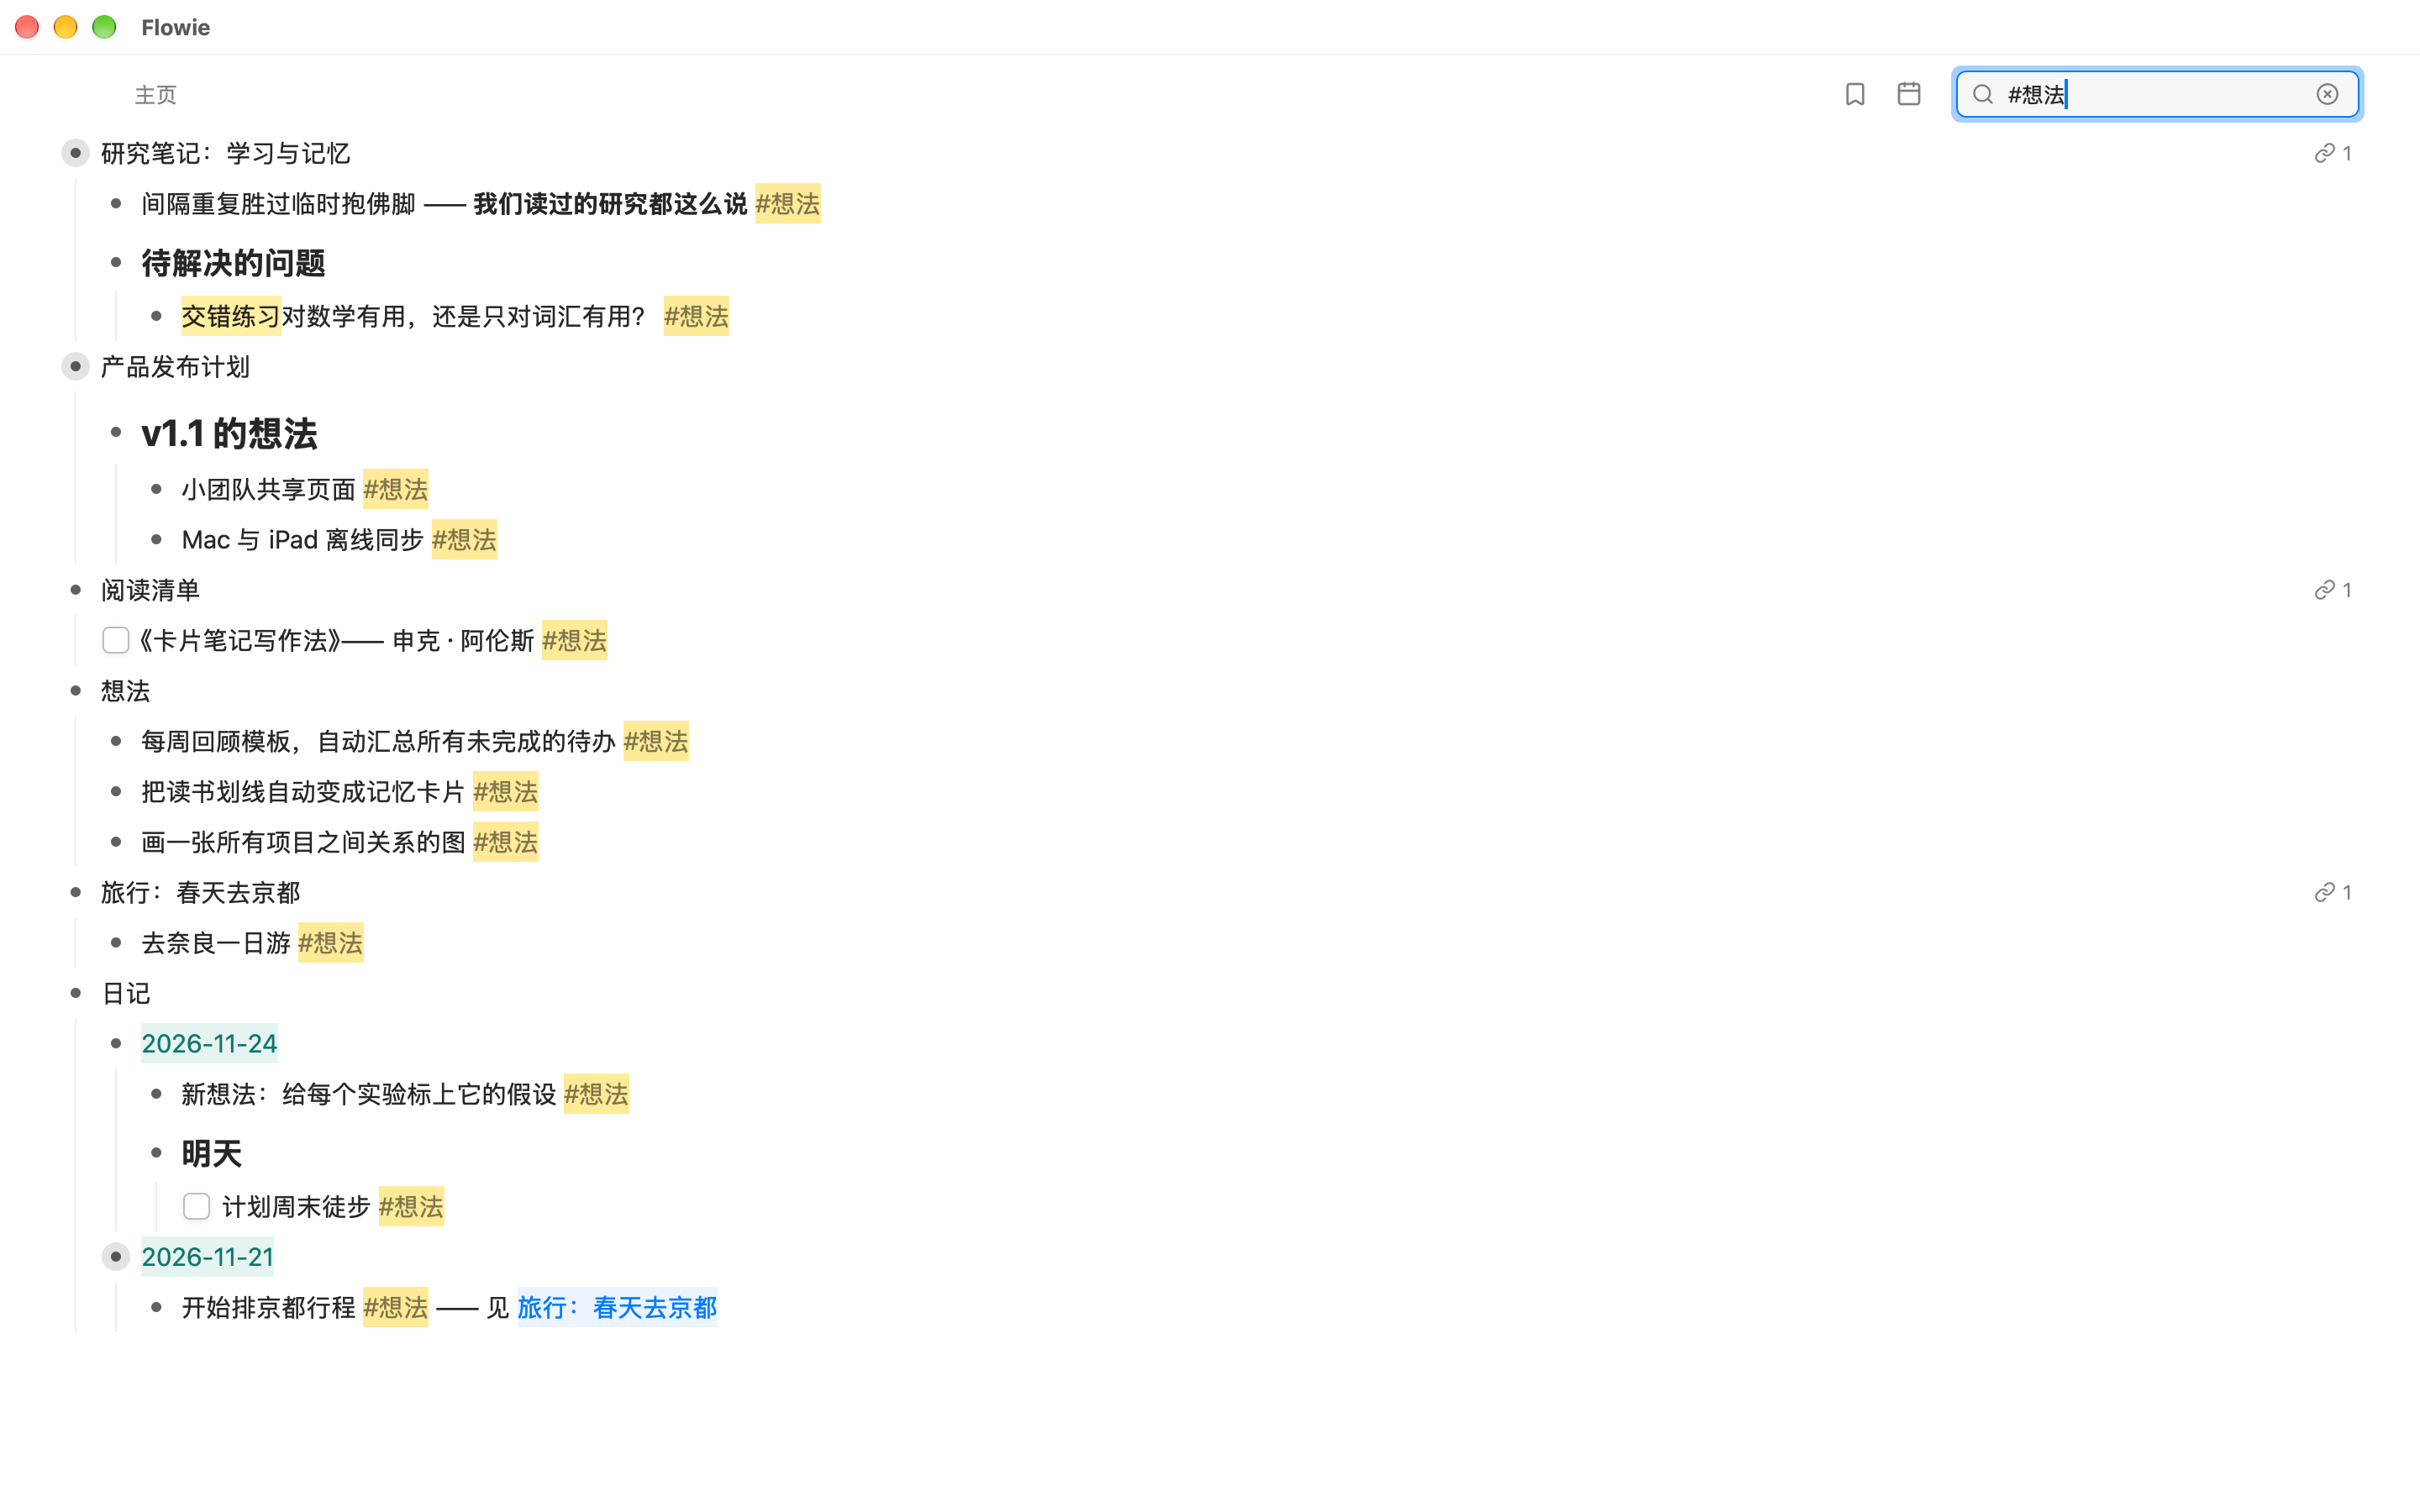 Flowie
主页
#想法
研究笔记：学习与记忆
1
间隔重复胜过临时抱佛脚 —— 我们读过的研究都这么说 #想法
待解决的问题
交错练习对数学有用，还是只对词汇有用？ #想法
产品发布计划
v1.1 的想法
小团队共享页面 #想法
Mac 与 iPad 离线同步 #想法
阅读清单
1
《卡片笔记写作法》—— 申克 · 阿伦斯 #想法
想法
每周回顾模板，自动汇总所有未完成的待办 #想法
把读书划线自动变成记忆卡片 #想法
画一张所有项目之间关系的图 #想法
旅行：春天去京都
1
去奈良一日游 #想法
日记
2026-11-24
新想法：给每个实验标上它的假设 #想法
明天
计划周末徒步 #想法
2026-11-21
开始排京都行程 #想法 —— 见 旅行：春天去京都